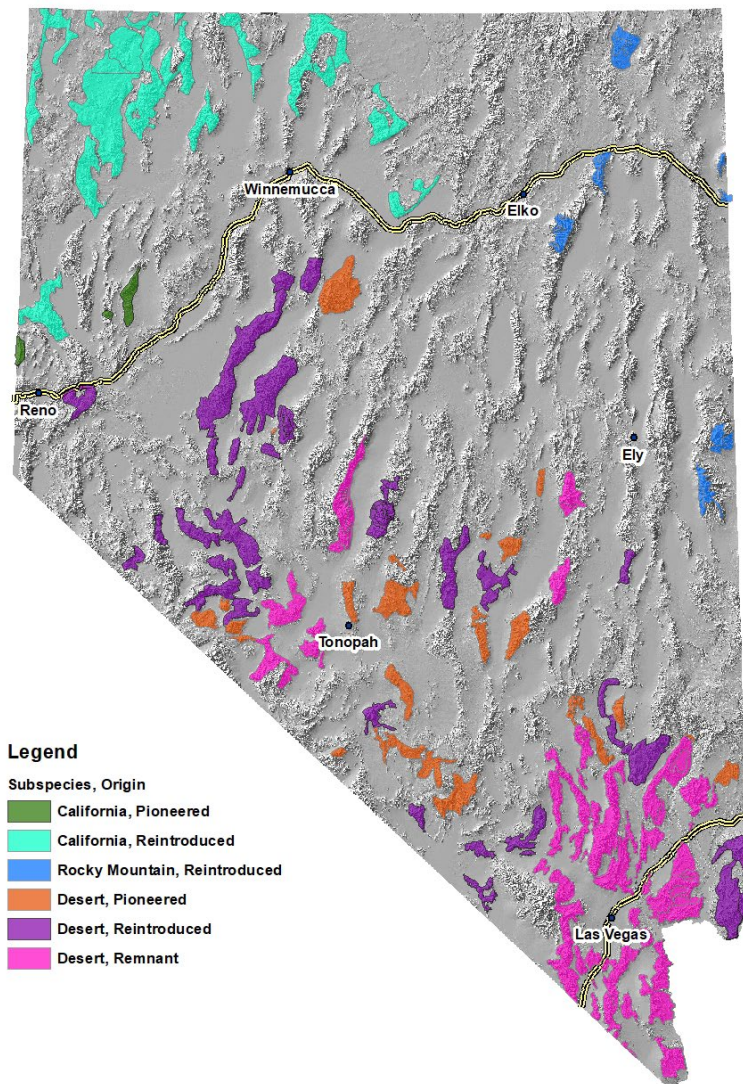 Winnemucca
Elko
Reno
Ely
Tonopah
Las Vegas
Legend
Subspecies, Origin
California, Pioneered
California, Reintroduced
Rocky Mountain, Reintroduced
Desert, Pioneered
Desert, Reintroduced
Desert, Remnant